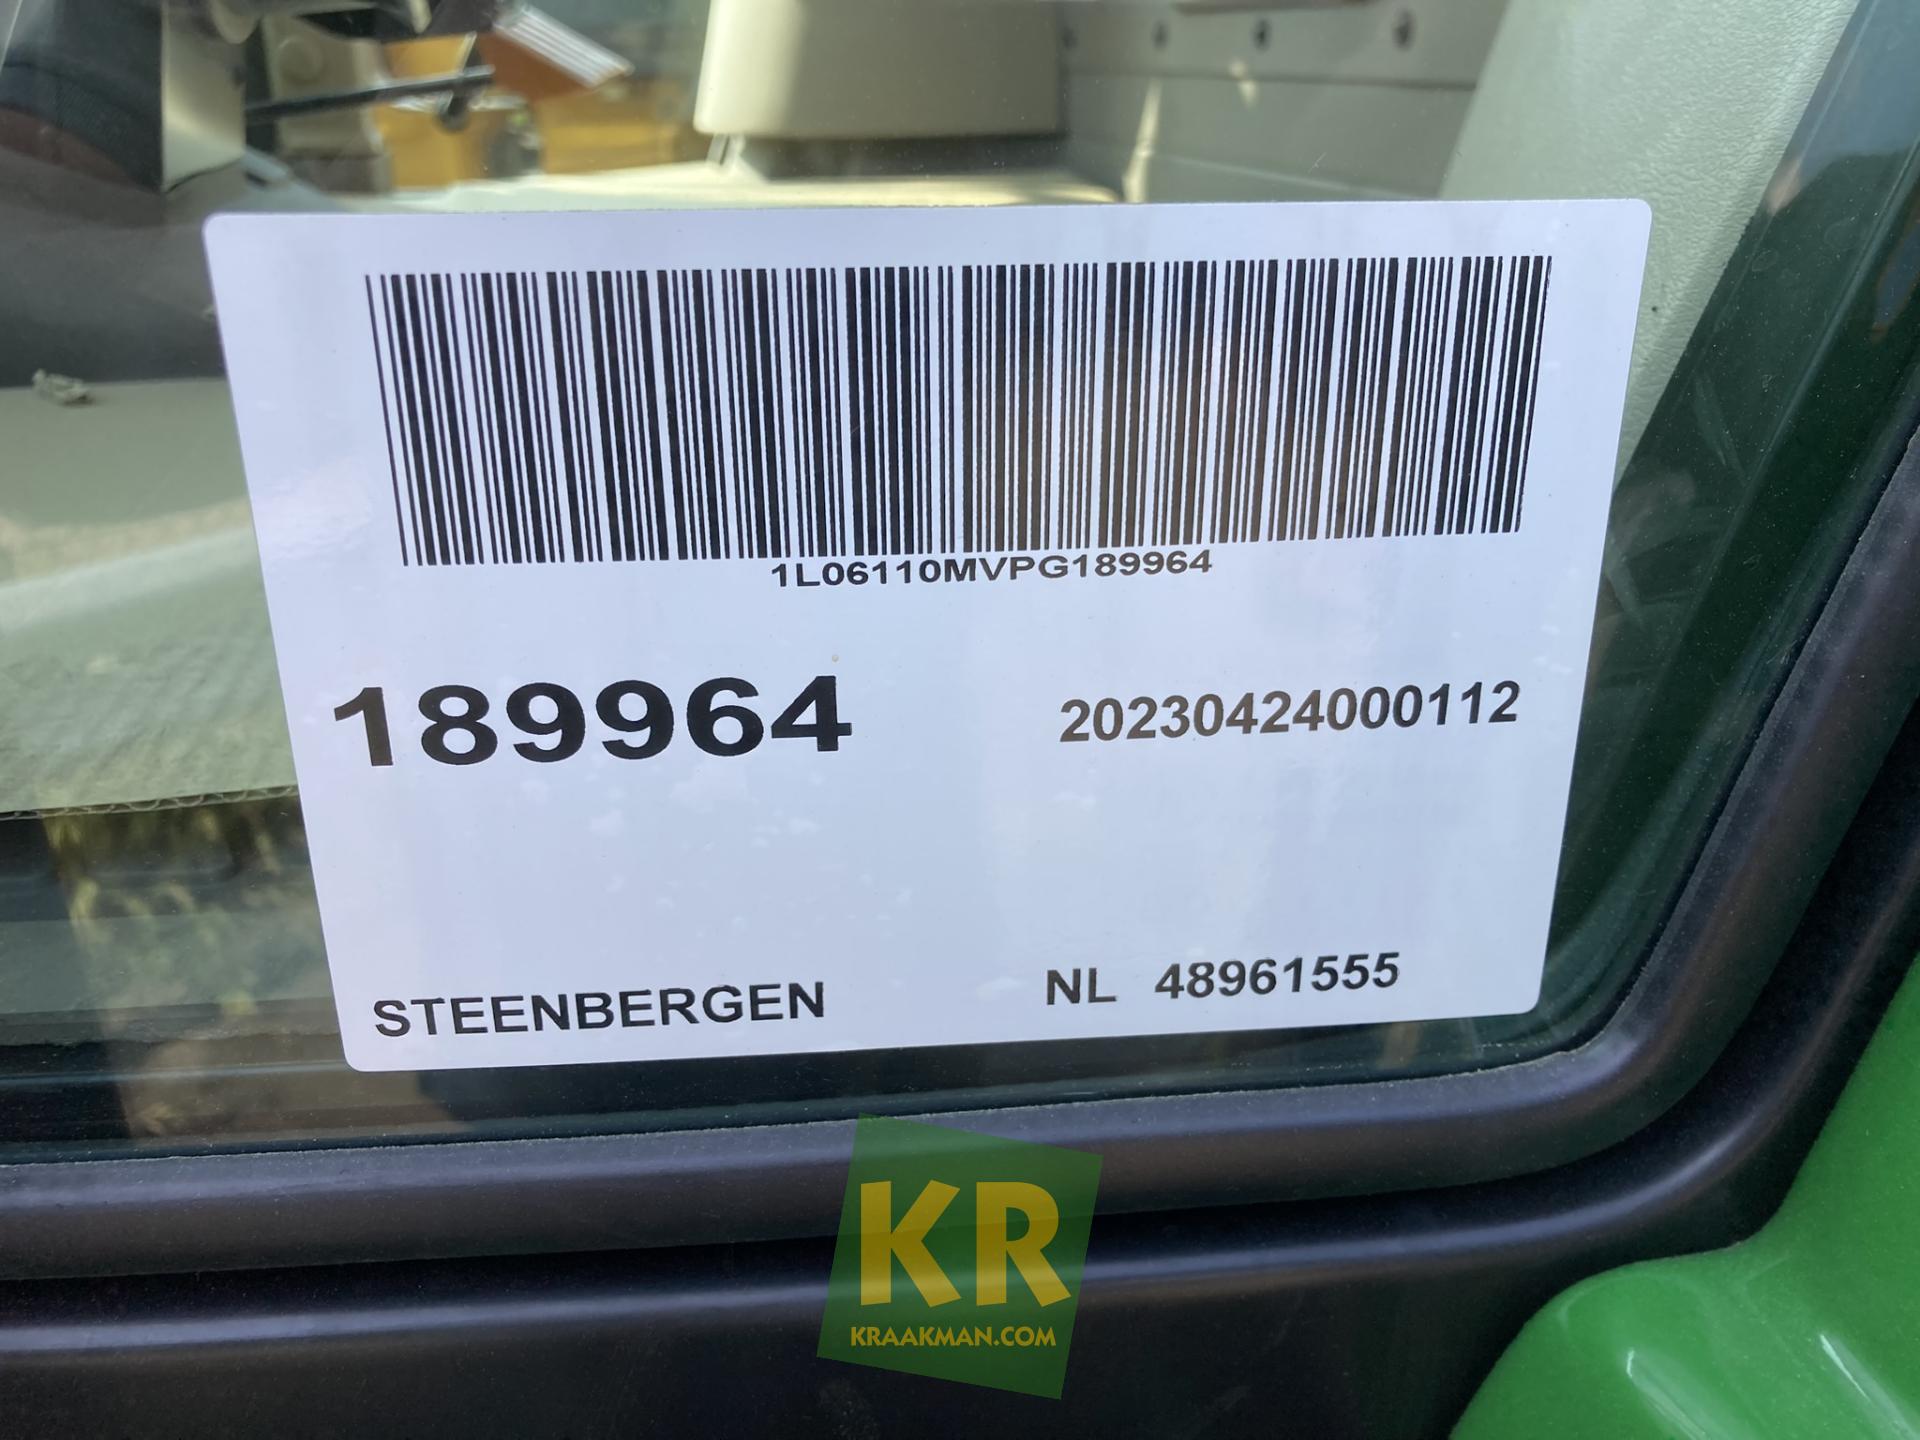 1L06110MVPG189964
189964 20230424000112
STEENBERGEN NL 48961555
KR
KRAAKMAN.COM